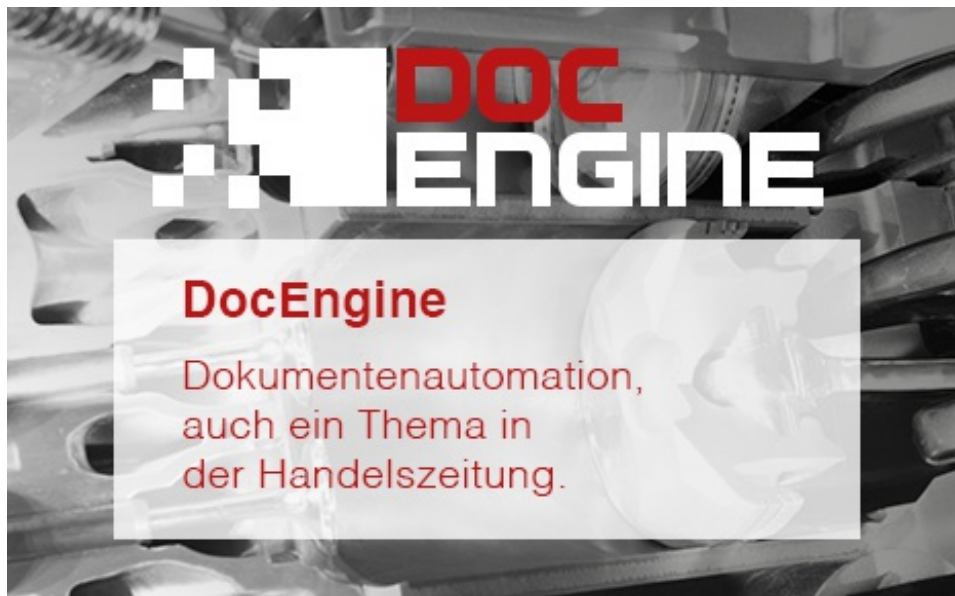 DOC
ENGINE
DocEngine
Dokumentenautomation,
auch ein Thema in
der Handelszeitung.